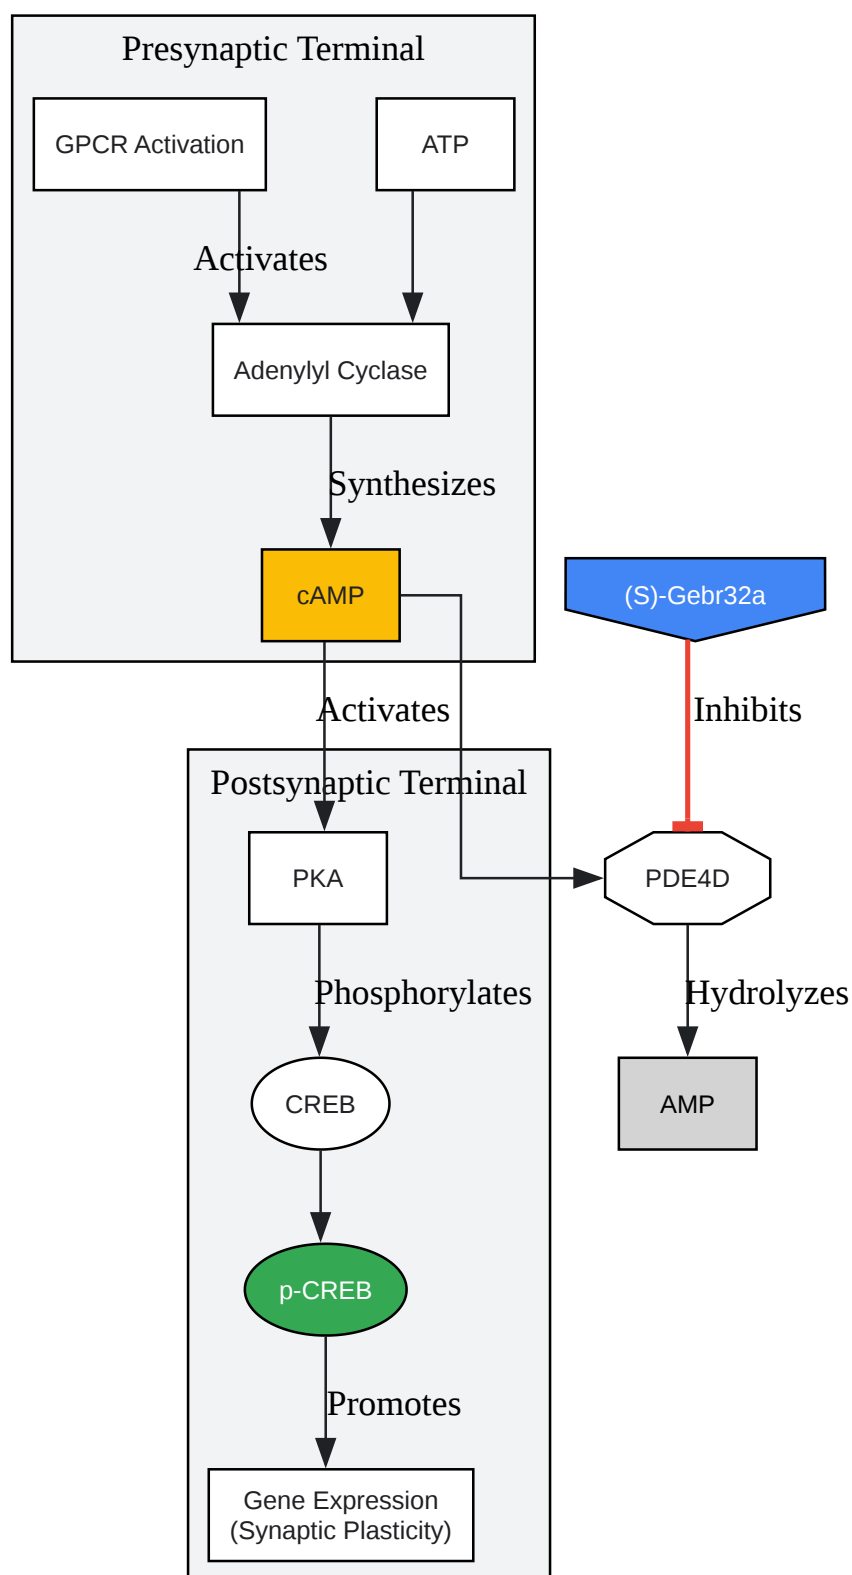 Presynaptic Terminal
GPCR Activation
ATP
Activates
Adenylyl Cyclase
Synthesizes
cAMP
(S)-Gebr32a
Activates
Inhibits
Postsynaptic Terminal
PKA
PDE4D
Phosphorylates
Hydrolyzes
CREB
AMP
p-CREB
Promotes
Gene Expression
(Synaptic Plasticity)